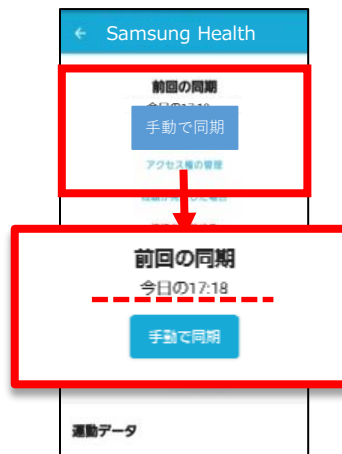 ← Samsung Health
前回の同期
手動で同期
アクセス権の管理
前回の同期
今日の17:18
手動で同期
運動データ